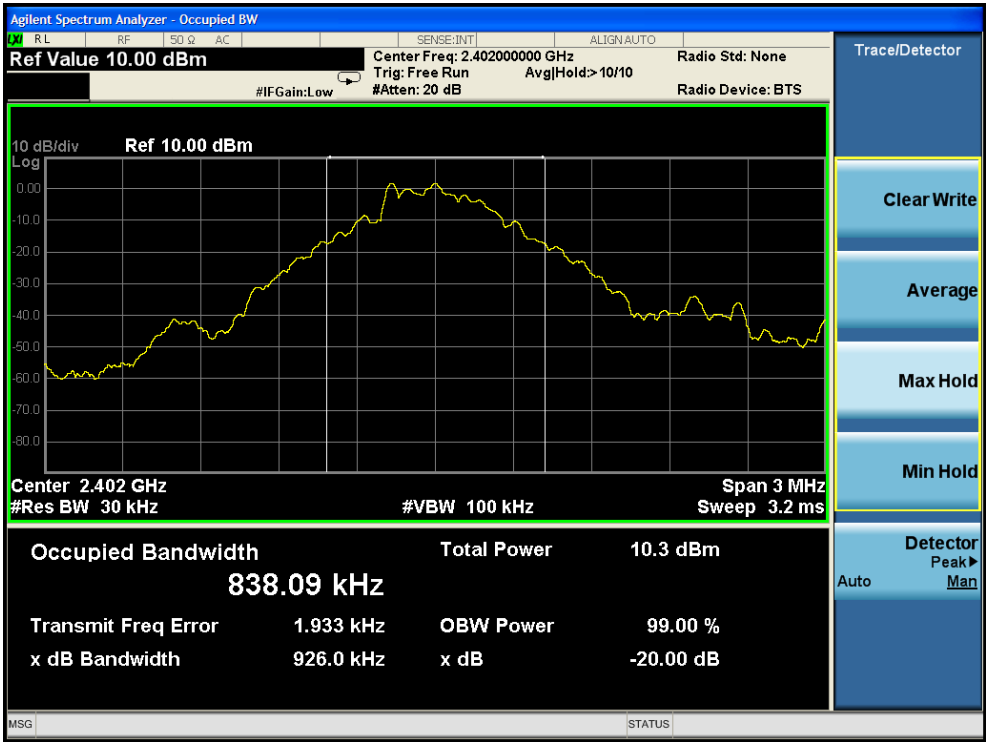 Agilent Spectrum Analyzer - Occupied BW
LXI RL RF 50 Ω AC SENSE:INT ALIGN AUTO
Ref Value 10.00 dBm
Center Freq: 2.402000000 GHz
Radio Std: None
Trig: Free Run Avg|Hold:>10/10
#IFGain:Low
#Atten: 20 dB
Radio Device: BTS
Trace/Detector
10 dB/div Ref 10.00 dBm
Log
0.00
-10.0
-20.0
-30.0
-40.0
-50.0
-60.0
-70.0
-80.0
Center 2.402 GHz Span 3 MHz
#Res BW 30 kHz #VBW 100 kHz Sweep 3.2 ms
Clear Write
Average
Max Hold
Min Hold
Detector
Peak▶
Auto Man
Occupied Bandwidth Total Power 10.3 dBm
838.09 kHz
Transmit Freq Error 1.933 kHz OBW Power 99.00 %
x dB Bandwidth 926.0 kHz x dB -20.00 dB
MSG STATUS